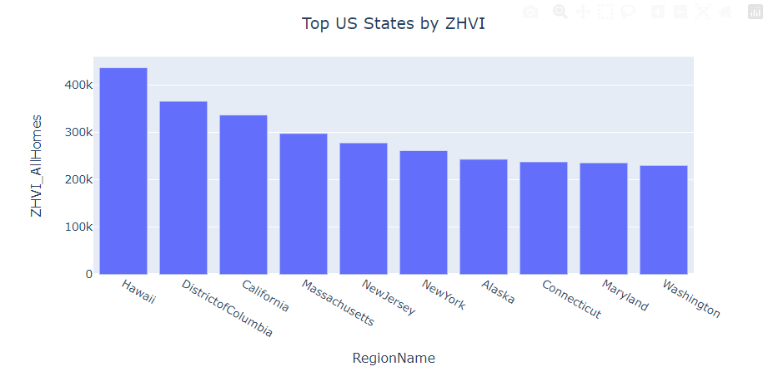 Top US States by ZHVI
ZHVI_AllHomes
400k
300k
200k
100k
0
Hawaii
DistrictofColumbia
California
Massachusetts
NewJersey
NewYork
Alaska
Connecticut
Maryland
Washington
RegionName